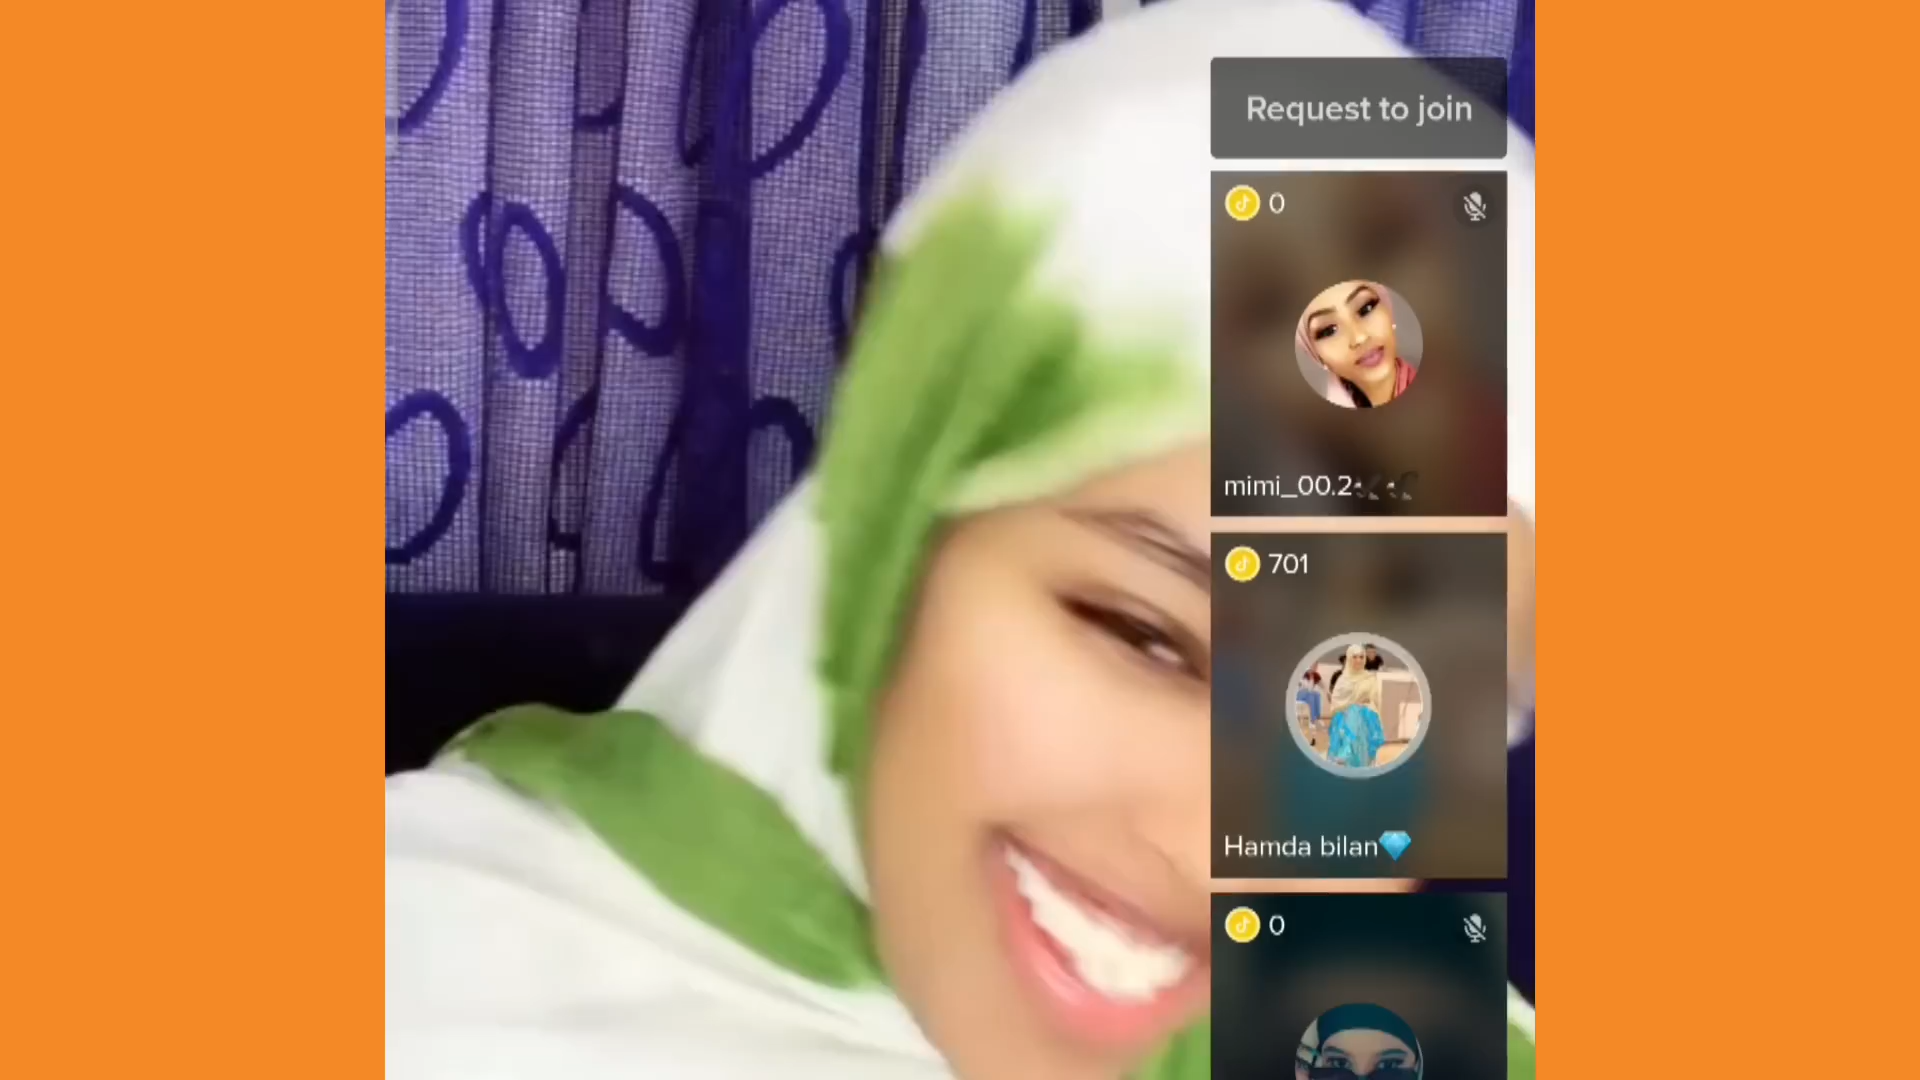 Request to join
0
mimi_00.2
701
Hamda bilan💎
0